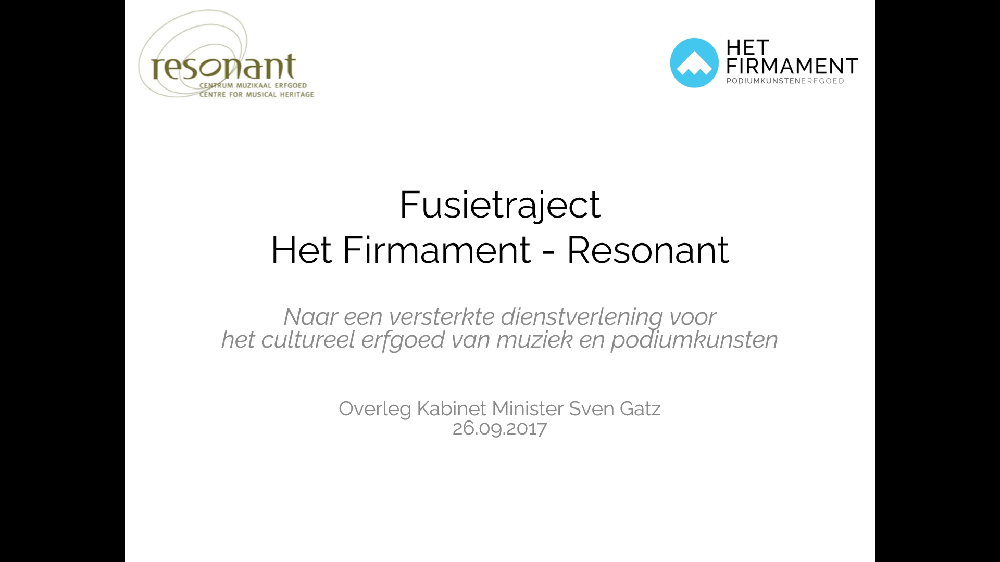 resonant
CENTRUM MUZIKAAL ERFGOED
CENTRE FOR MUSICAL HERITAGE
HET
FIRMAMENT
PODIUMKUNSTENERFGOED
Fusietraject
Het Firmament - Resonant
Naar een versterkte dienstverlening voor
het cultureel erfgoed van muziek en podiumkunsten
Overleg Kabinet Minister Sven Gatz
26.09.2017